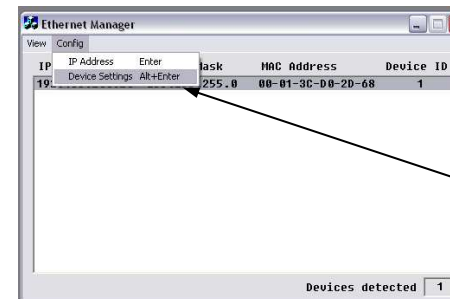 Ethernet Manager
View Config
IP Address Enter
Device Settings Alt+Enter
IP Mask MAC Address Device ID
255.0 00-01-3C-D0-2D-68 1
Devices detected 1